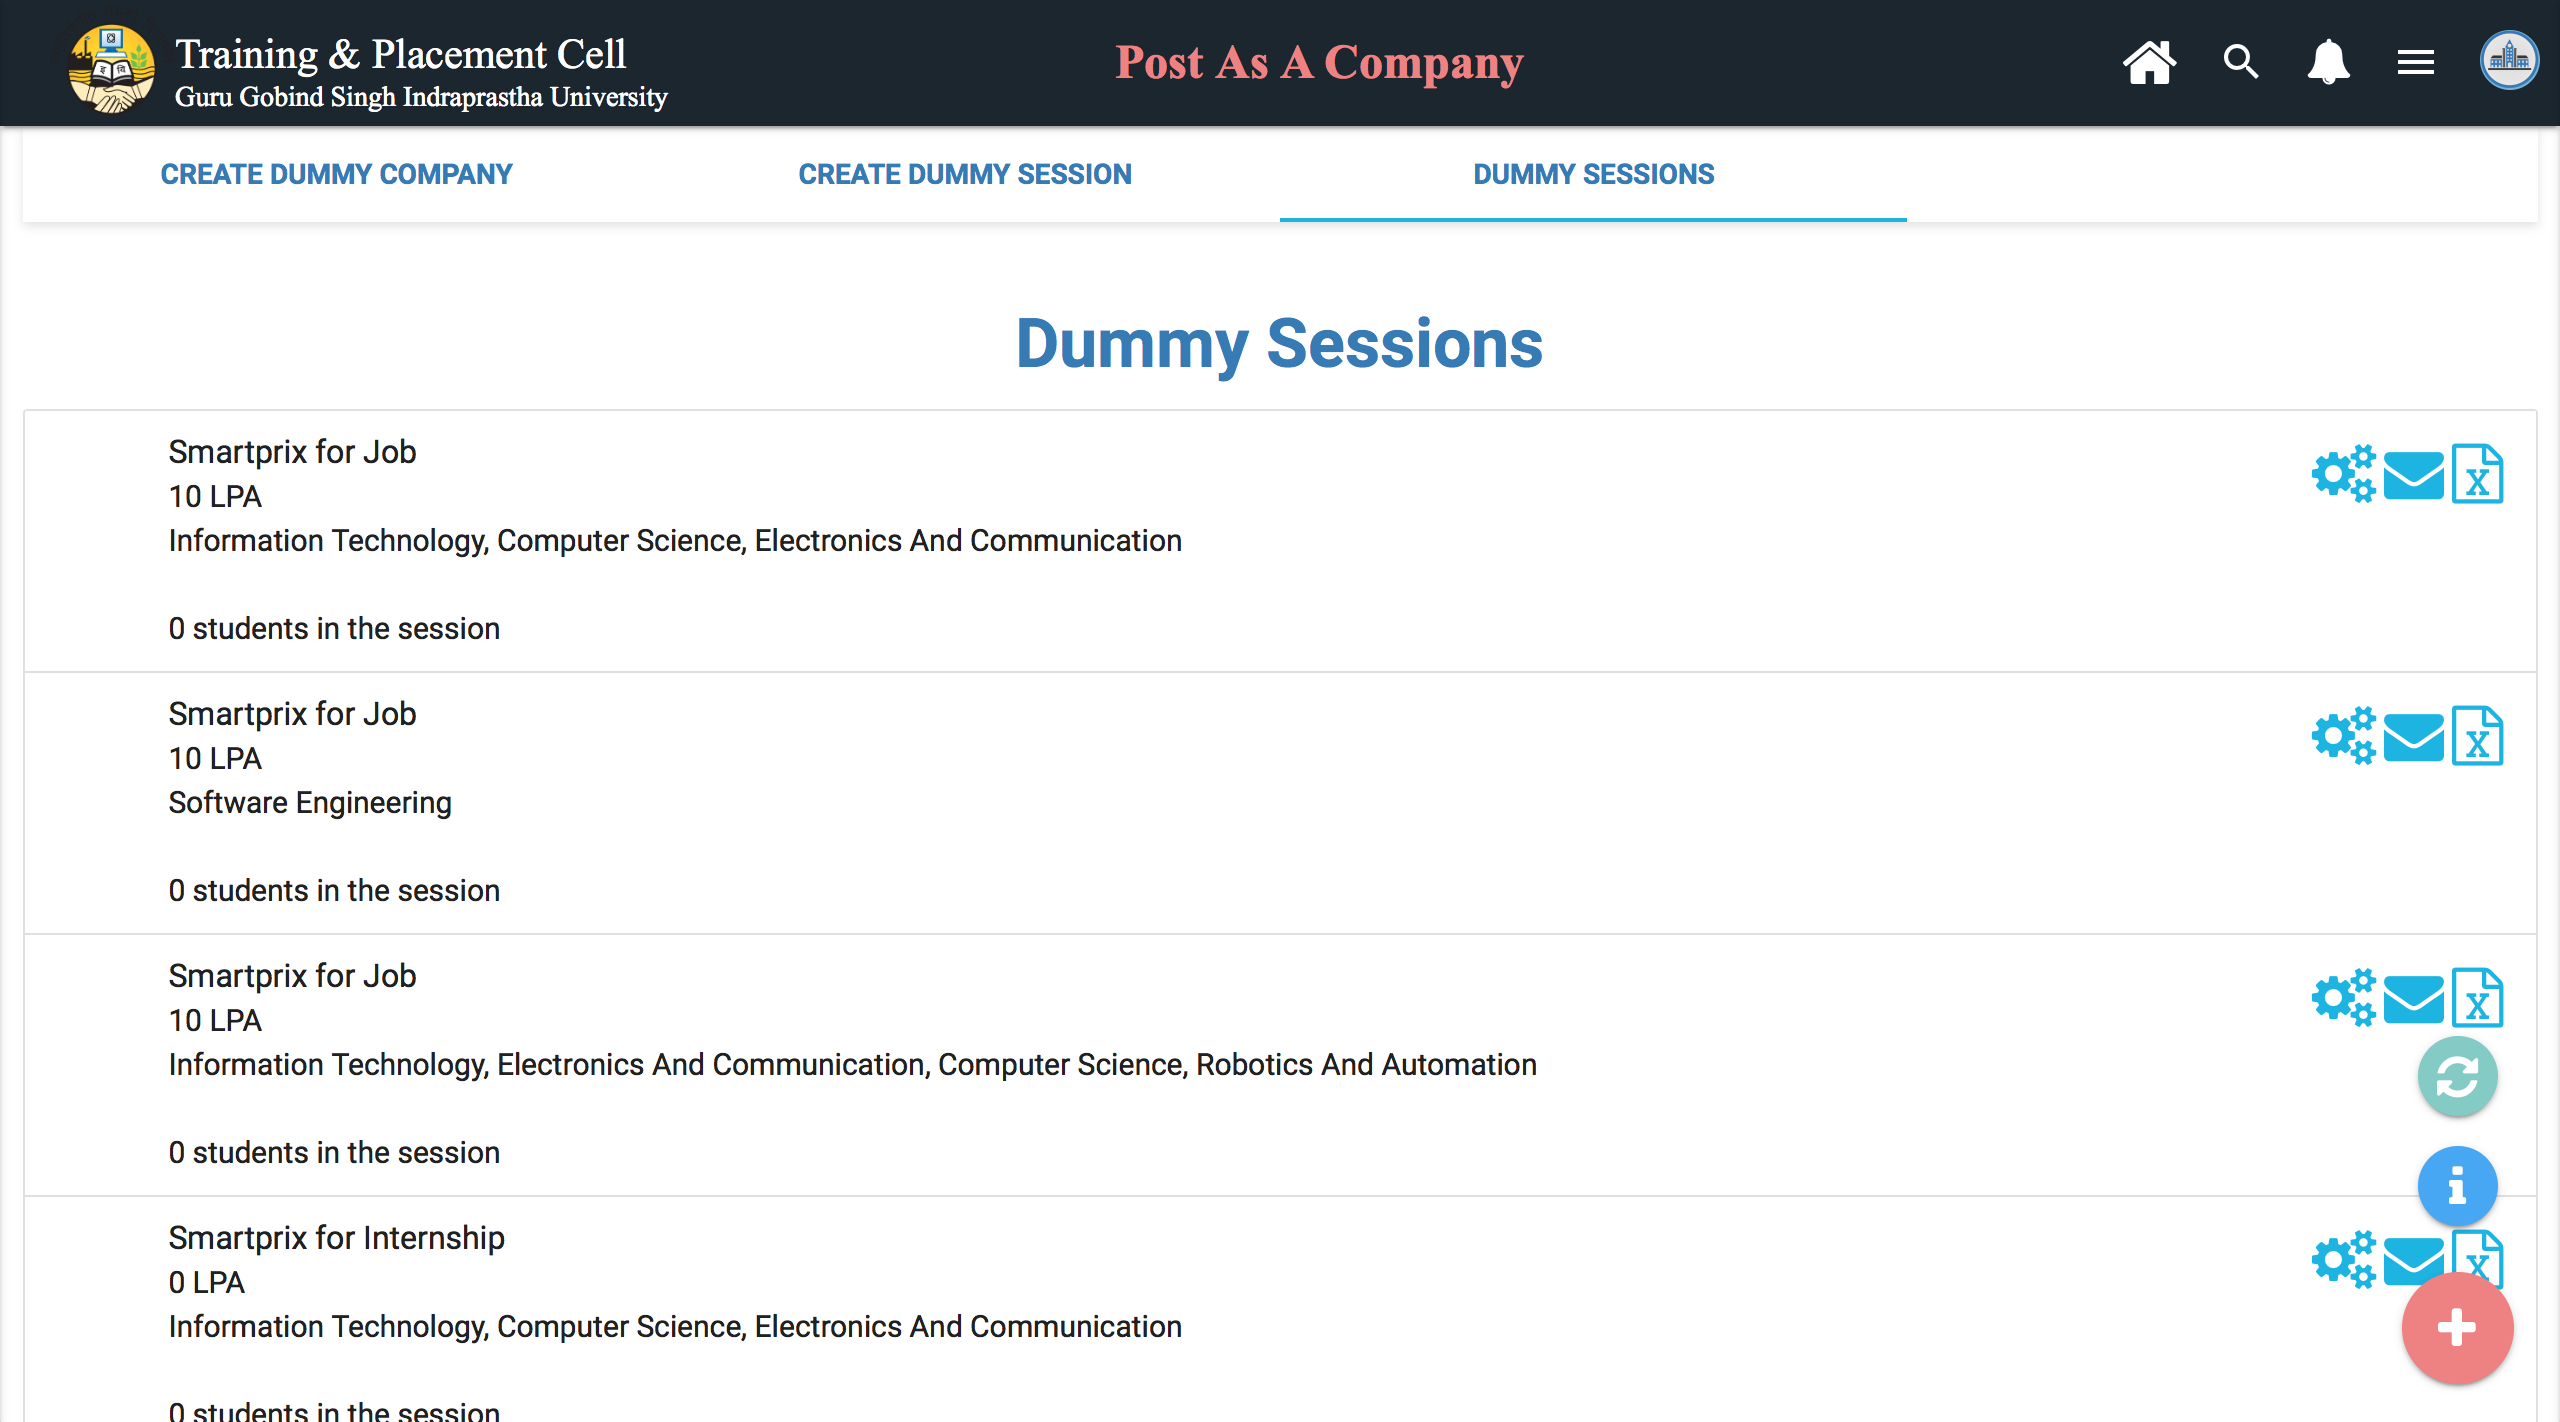 Training & Placement Cell
Guru Gobind Singh Indraprastha University
Post As A Company
CREATE DUMMY COMPANY
CREATE DUMMY SESSION
DUMMY SESSIONS
Dummy Sessions
Smartprix for Job
10 LPA
Information Technology, Computer Science, Electronics And Communication
0 students in the session
Smartprix for Job
10 LPA
Software Engineering
0 students in the session
Smartprix for Job
10 LPA
Information Technology, Electronics And Communication, Computer Science, Robotics And Automation
0 students in the session
Smartprix for Internship
0 LPA
Information Technology, Computer Science, Electronics And Communication
0 students in the session